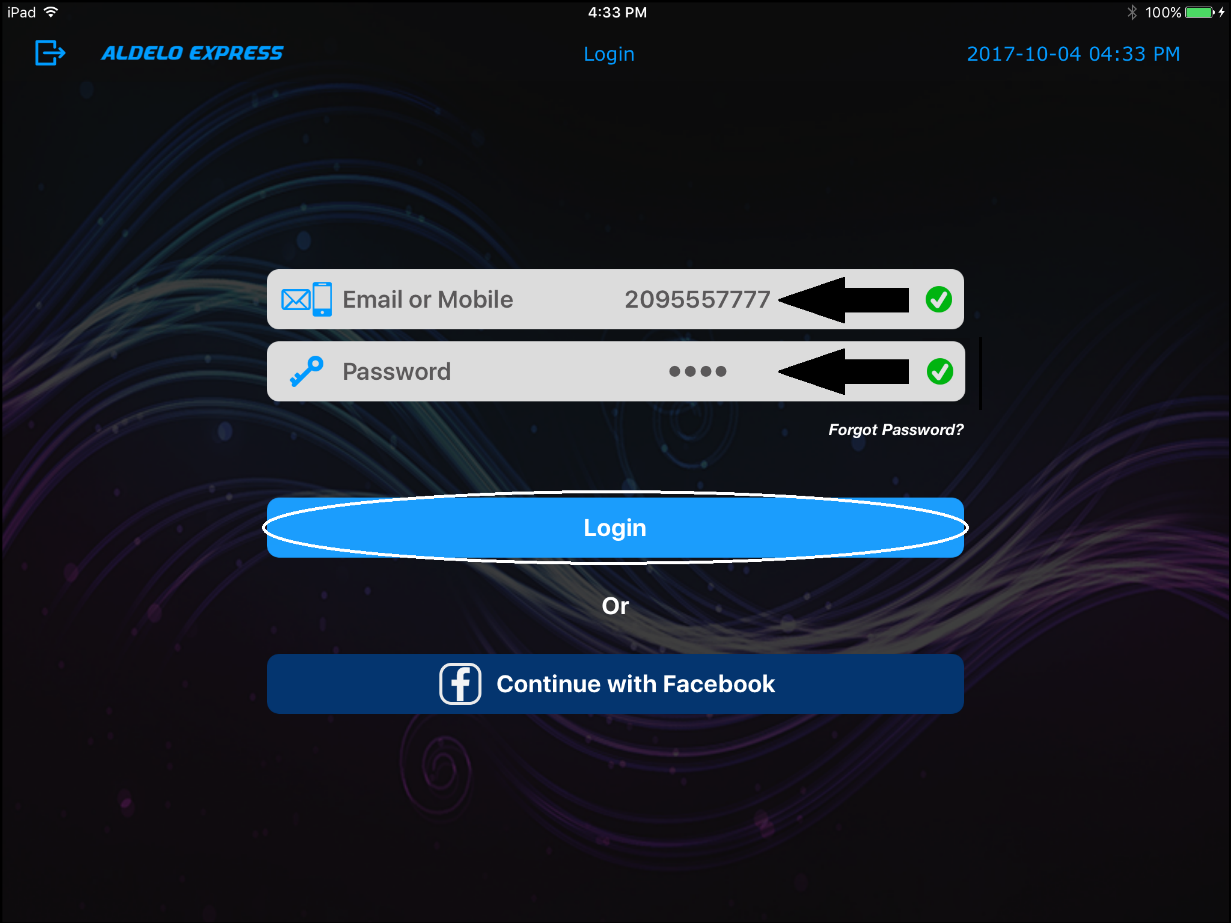 iPad 4:33 PM 100%
ALDELO EXPRESS Login 2017-10-04 04:33 PM
Email or Mobile 2095557777
Password ••••
Forgot Password?
Login
Or
Continue with Facebook